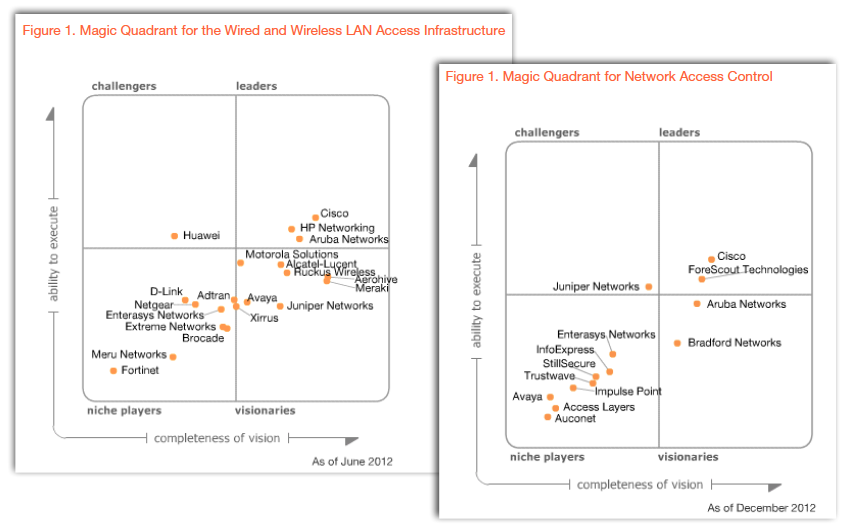 Figure 1. Magic Quadrant for the Wired and Wireless LAN Access Infrastructure
challengers
leaders
Cisco
HP Networking
Huawei
Aruba Networks
Motorola Solutions
Alcatel-Lucent
Ruckus Wireless
Aerohive
Meraki
D-Link
Adtran
Avaya
Netgear
Juniper Networks
Enterasys Networks
Xirrus
Extreme Networks
Brocade
Meru Networks
Fortinet
niche players
visionaries
ability to execute
completeness of vision
As of June 2012
Figure 1. Magic Quadrant for Network Access Control
challengers
leaders
Cisco
ForeScout Technologies
Juniper Networks
Aruba Networks
Enterasys Networks
Bradford Networks
InfoExpress
StillSecure
Trustwave
Impulse Point
Avaya
Access Layers
Auconet
niche players
visionaries
ability to execute
completeness of vision
As of December 2012